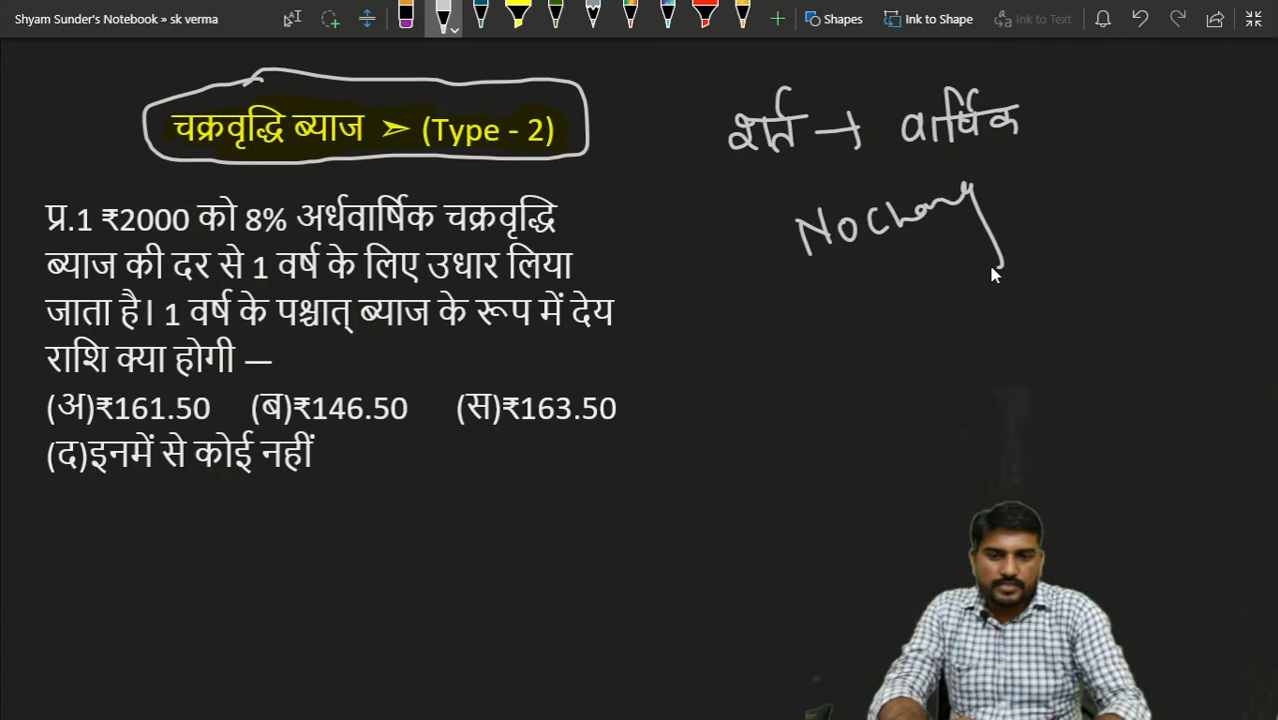 Shyam Sunder's Notebook » sk verma
Shapes
Ink to Shape
Ink to Text
चक्रवृद्धि ब्याज ➣ (Type - 2)
शर्त → वार्षिक
No Chang
प्र.1 ₹2000 को 8% अर्धवार्षिक चक्रवृद्धि
ब्याज की दर से 1 वर्ष के लिए उधार लिया
जाता है। 1 वर्ष के पश्चात् ब्याज के रूप में देय
राशि क्या होगी —
(अ)₹161.50 (ब)₹146.50 (स)₹163.50
(द)इनमें से कोई नहीं